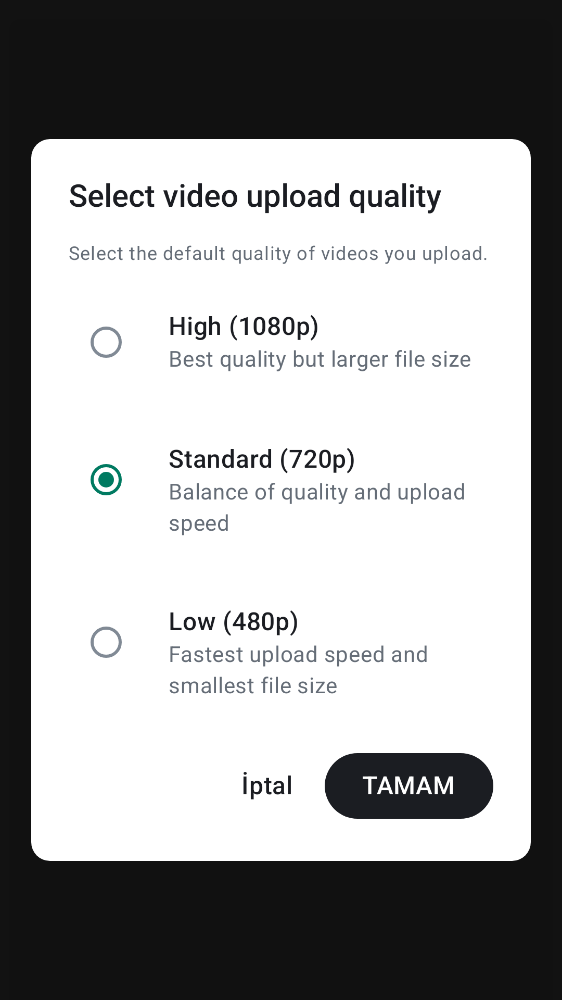 Select video upload quality
Select the default quality of videos you upload.
High (1080p)
Best quality but larger file size
Standard (720p)
Balance of quality and upload
speed
Low (480p)
Fastest upload speed and
smallest file size
İptal
TAMAM